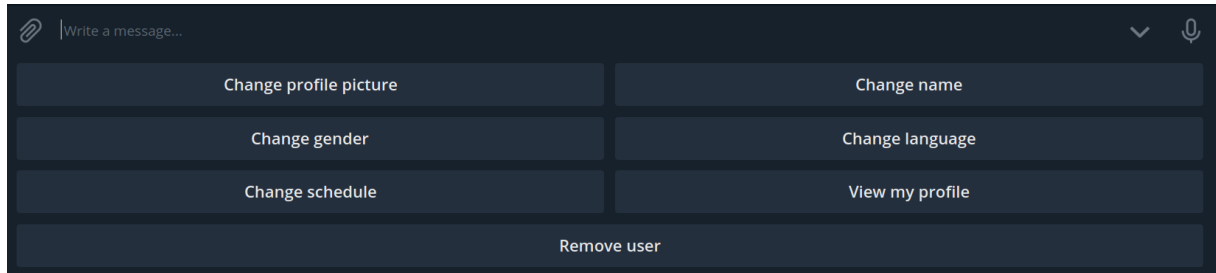 Write a message...
Change profile picture
Change name
Change gender
Change language
Change schedule
View my profile
Remove user